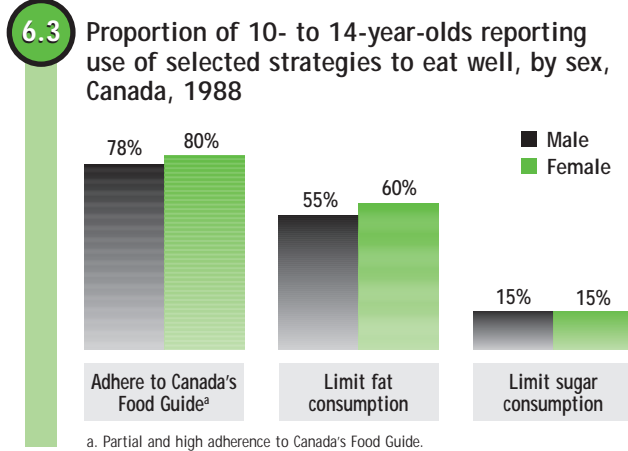 6.3
Proportion of 10- to 14-year-olds reporting
use of selected strategies to eat well, by sex,
Canada, 1988
Male
Female
78% 80%
55% 60%
15% 15%
Adhere to Canada's
Food Guideª
Limit fat
consumption
Limit sugar
consumption
a. Partial and high adherence to Canada's Food Guide.